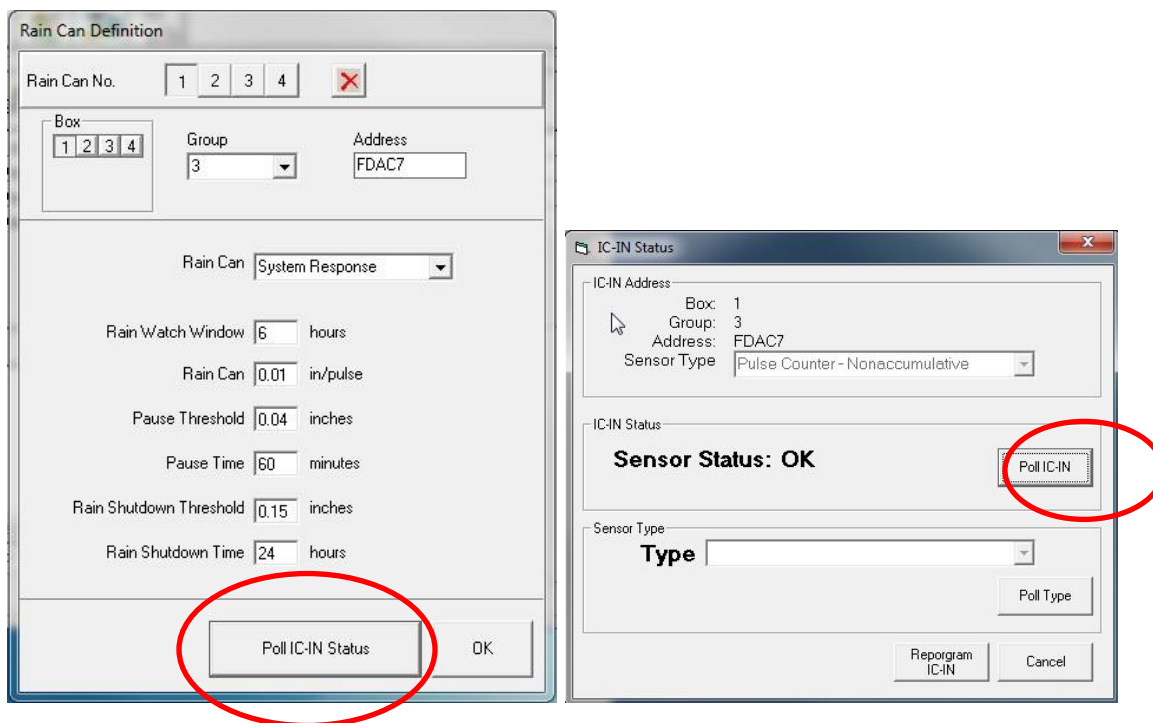 Rain Can Definition
Rain Can No. 1 2 3 4
Box
1 2 3 4
Group
3
Address
FDAC7
Rain Can System Response
Rain Watch Window 6 hours
Rain Can 0.01 in/pulse
Pause Threshold 0.04 inches
Pause Time 60 minutes
Rain Shutdown Threshold 0.15 inches
Rain Shutdown Time 24 hours
Poll IC-IN Status OK
IC-IN Status
IC-IN Address
Box: 1
Group: 3
Address: FDAC7
Sensor Type Pulse Counter - Nonaccumulative
IC-IN Status
Sensor Status: OK
Poll IC-IN
Sensor Type
Type
Poll Type
Reporgram
IC-IN
Cancel